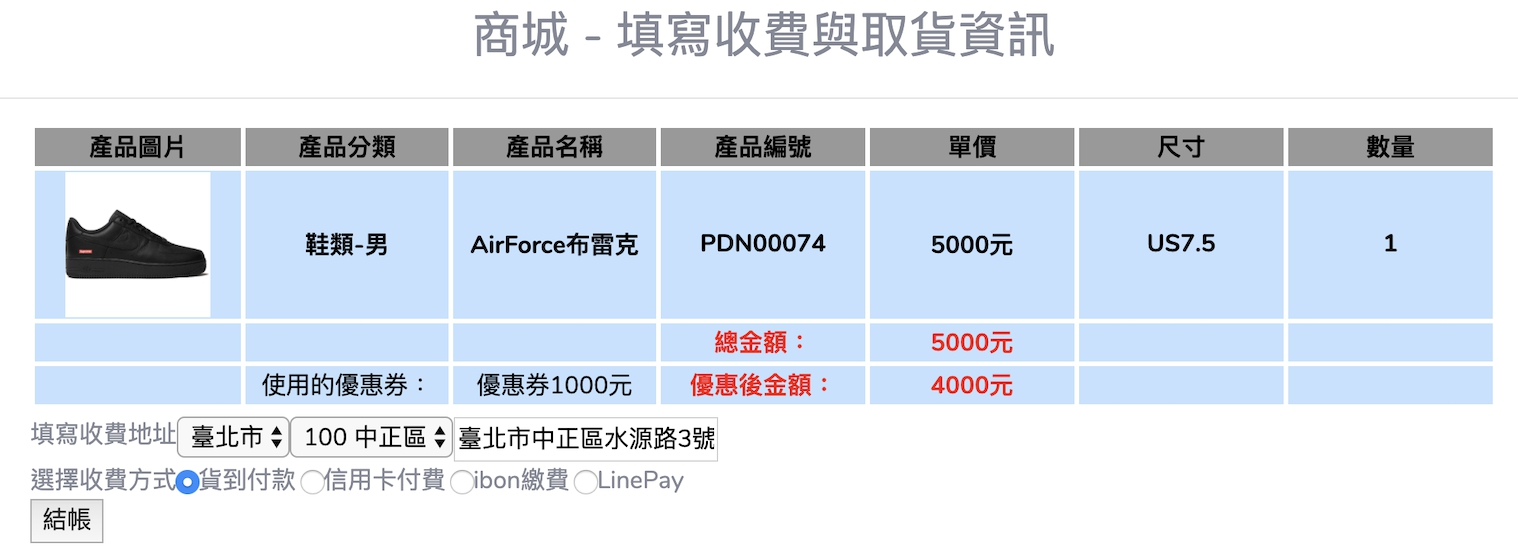 商城 - 填寫收費與取貨資訊
產品圖片 產品分類 產品名稱 產品編號 單價 尺寸 數量
鞋類-男 AirForce布雷克 PDN00074 5000元 US7.5 1
總金額： 5000元
使用的優惠券： 優惠券1000元 優惠後金額： 4000元
填寫收費地址 臺北市 100 中正區 臺北市中正區水源路3號
選擇收費方式 貨到付款 信用卡付費 ibon繳費 LinePay
結帳